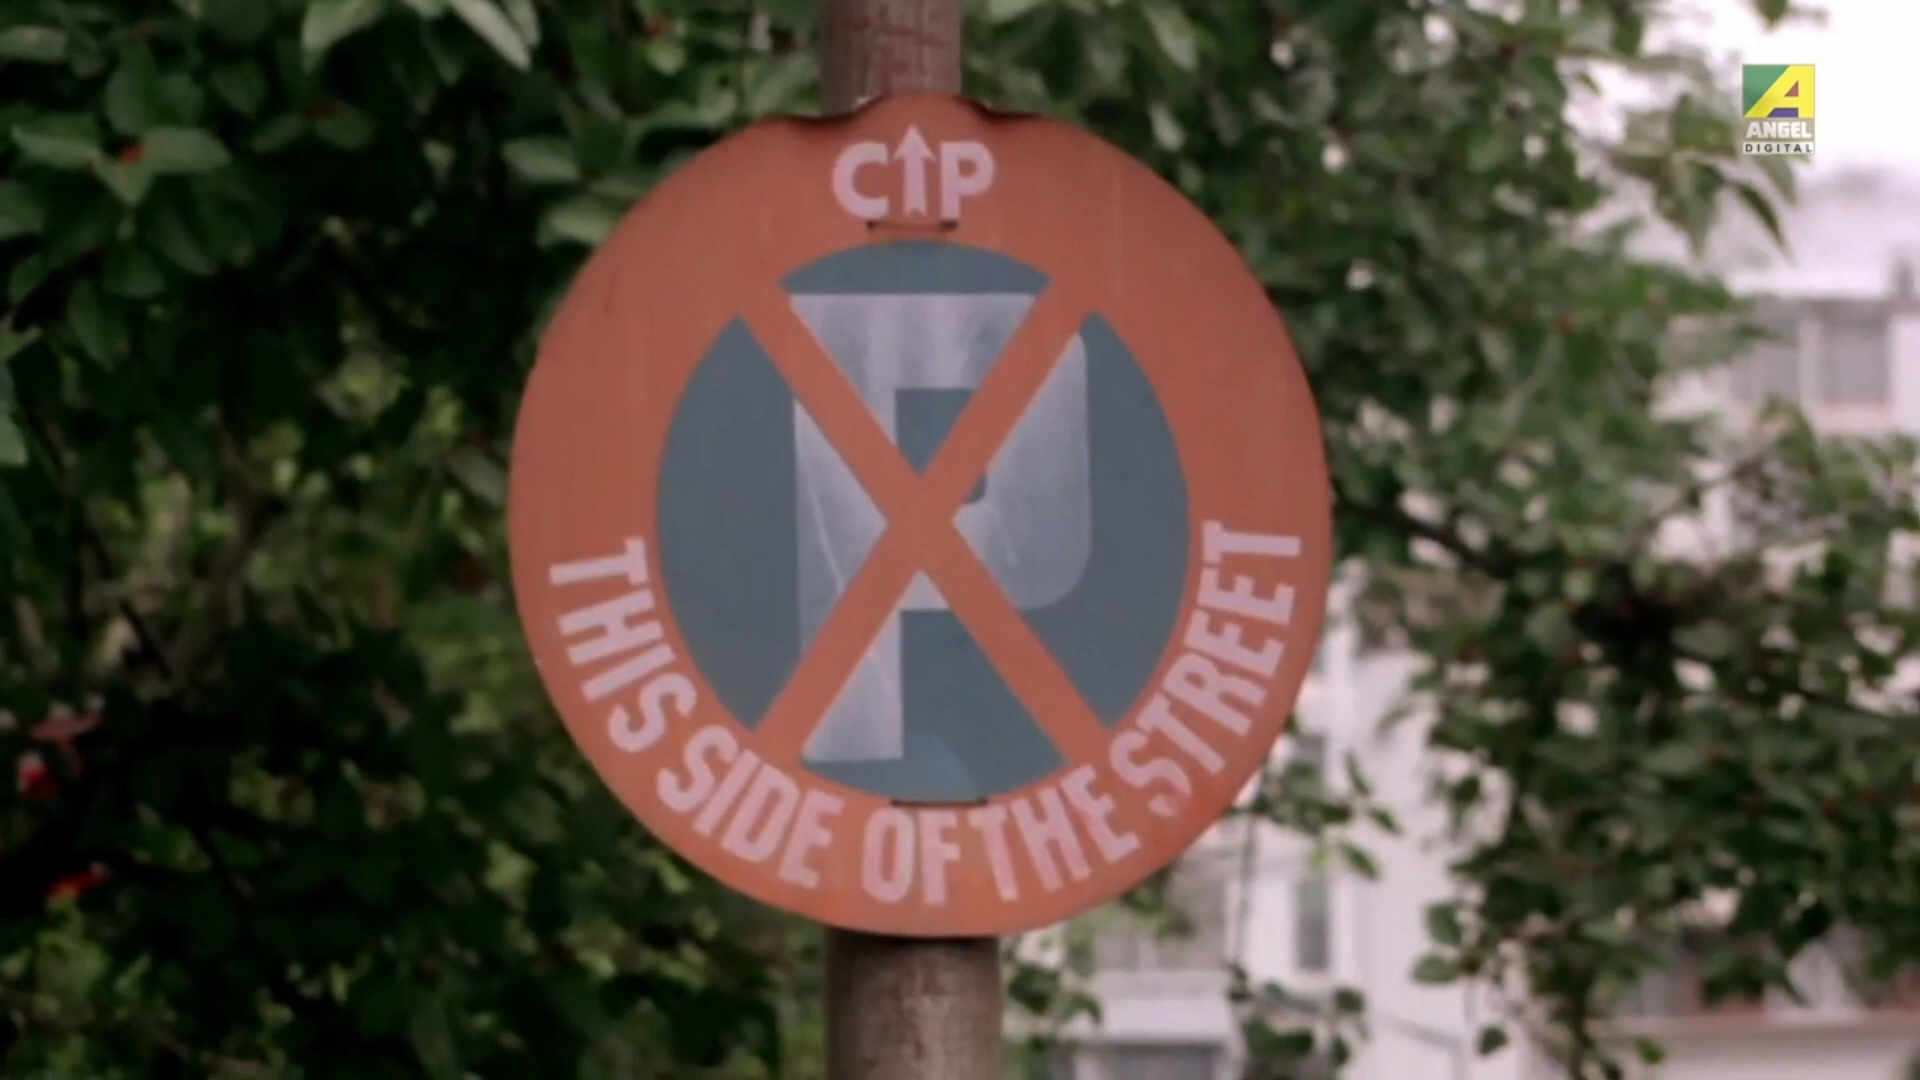 C↑P
P
THIS SIDE OF THE STREET
A
ANGEL
DIGITAL